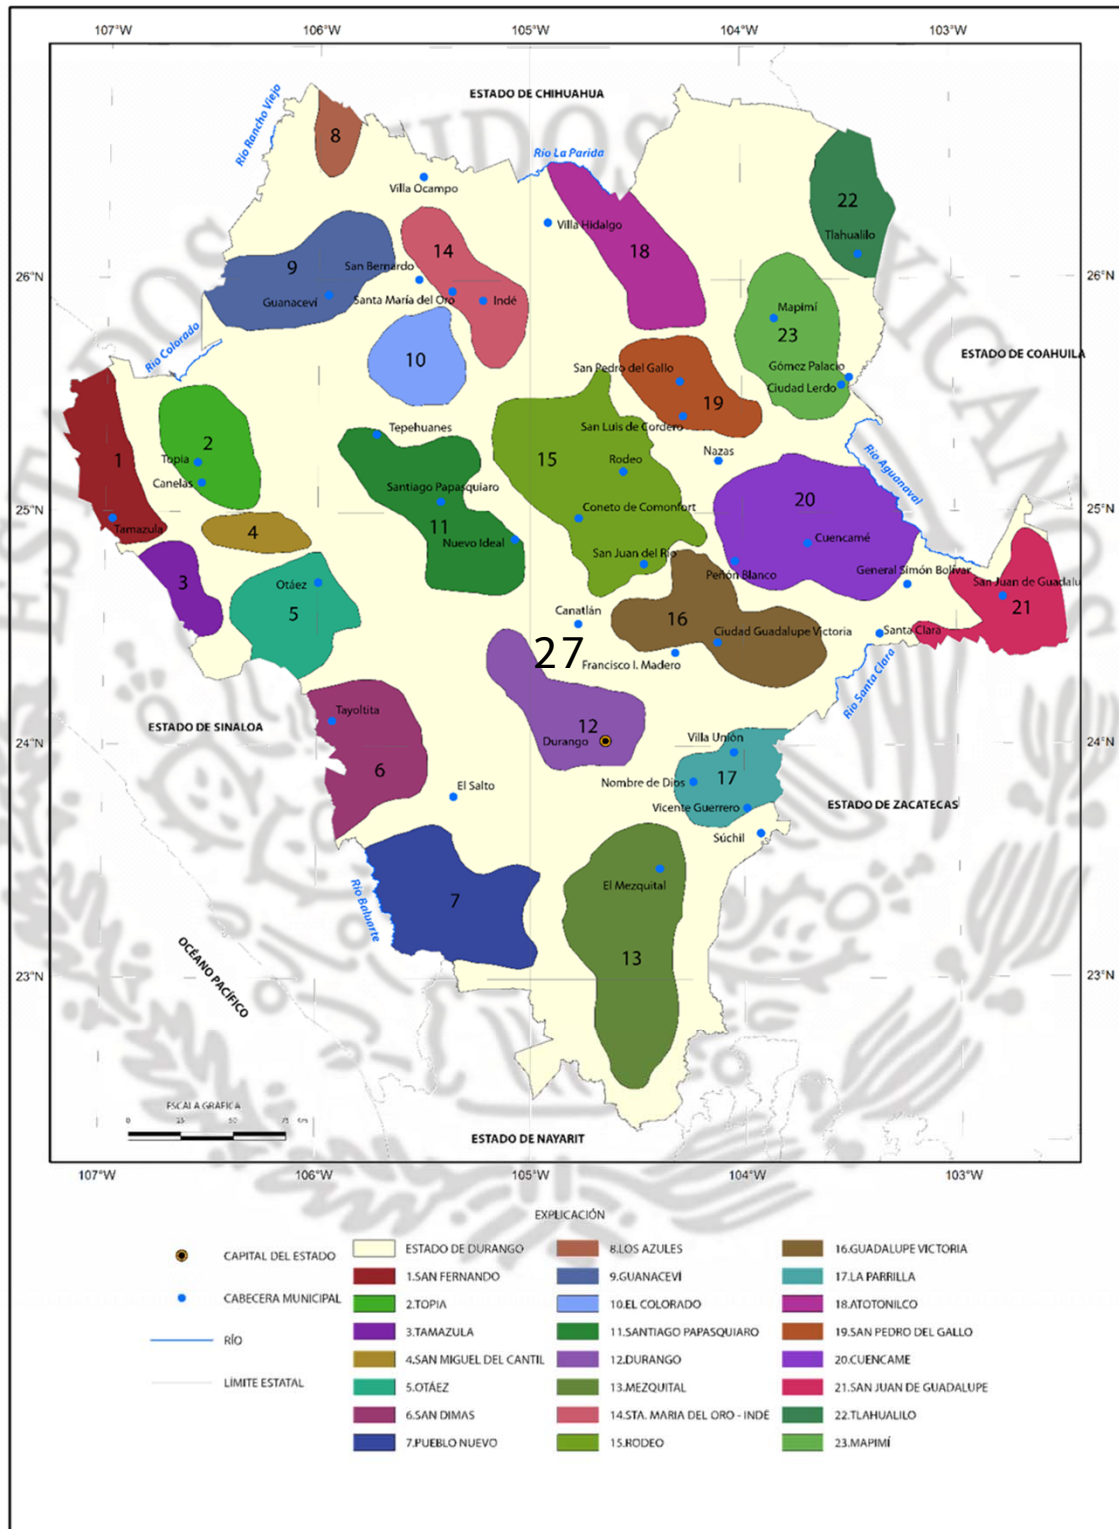 107°W 106°W 105°W 104°W 103°W
ESTADO DE CHIHUAHUA
Río Rancho Viejo
8
Río La Parida
Villa Ocampo
22
Villa Hidalgo
Tlahualilo
14
18
9
San Bernardo
26°N 26°N
Guanaceví
Santa María del Oro
Indé
Mapimí
23
Río Colorado
ESTADO DE COAHUILA
10
San Pedro del Gallo
Gómez Palacio
Ciudad Lerdo
19
San Luis de Cordero
Tepehuanes
2
1
Topia
15
Rodeo
Nazas
Río Aguanaval
Canelas
Santiago Papasquiaro
20
25°N 25°N
Coneto de Comonfort
Tamazula
4
11
Nuevo Ideal
Cuencamé
San Juan del Río
Peñón Blanco
General Simón Bolívar
3
Otáez
San Juan de Guadalu
5
21
Canatlán
16
Ciudad Guadalupe Victoria
Santa Clara
27
Francisco I. Madero
Río Santa Clara
Tayoltita
ESTADO DE SINALOA
12
24°N 24°N
Durango
Villa Unión
6
Nombre de Dios
17
El Salto
Vicente Guerrero
ESTADO DE ZACATECAS
Súchil
El Mezquital
Río Baluarte
7
OCÉANO PACÍFICO
13
23°N 23°N
ESCALA GRAFICA
0 25 50 75 Km
ESTADO DE NAYARIT
107°W 106°W 105°W 104°W 103°W
ESTADOS UNIDOS MEXICANOS
EXPLICACIÓN
CAPITAL DEL ESTADO
CABECERA MUNICIPAL
RÍO
LÍMITE ESTATAL
ESTADO DE DURANGO
1.SAN FERNANDO
2.TOPIA
3.TAMAZULA
4.SAN MIGUEL DEL CANTIL
5.OTÁEZ
6.SAN DIMAS
7.PUEBLO NUEVO
8.LOS AZULES
9.GUANACEVÍ
10.EL COLORADO
11.SANTIAGO PAPASQUIARO
12.DURANGO
13.MEZQUITAL
14.STA. MARIA DEL ORO - INDÉ
15.RODEO
16.GUADALUPE VICTORIA
17.LA PARRILLA
18.ATOTONILCO
19.SAN PEDRO DEL GALLO
20.CUENCAME
21.SAN JUAN DE GUADALUPE
22.TLAHUALILO
23.MAPIMÍ